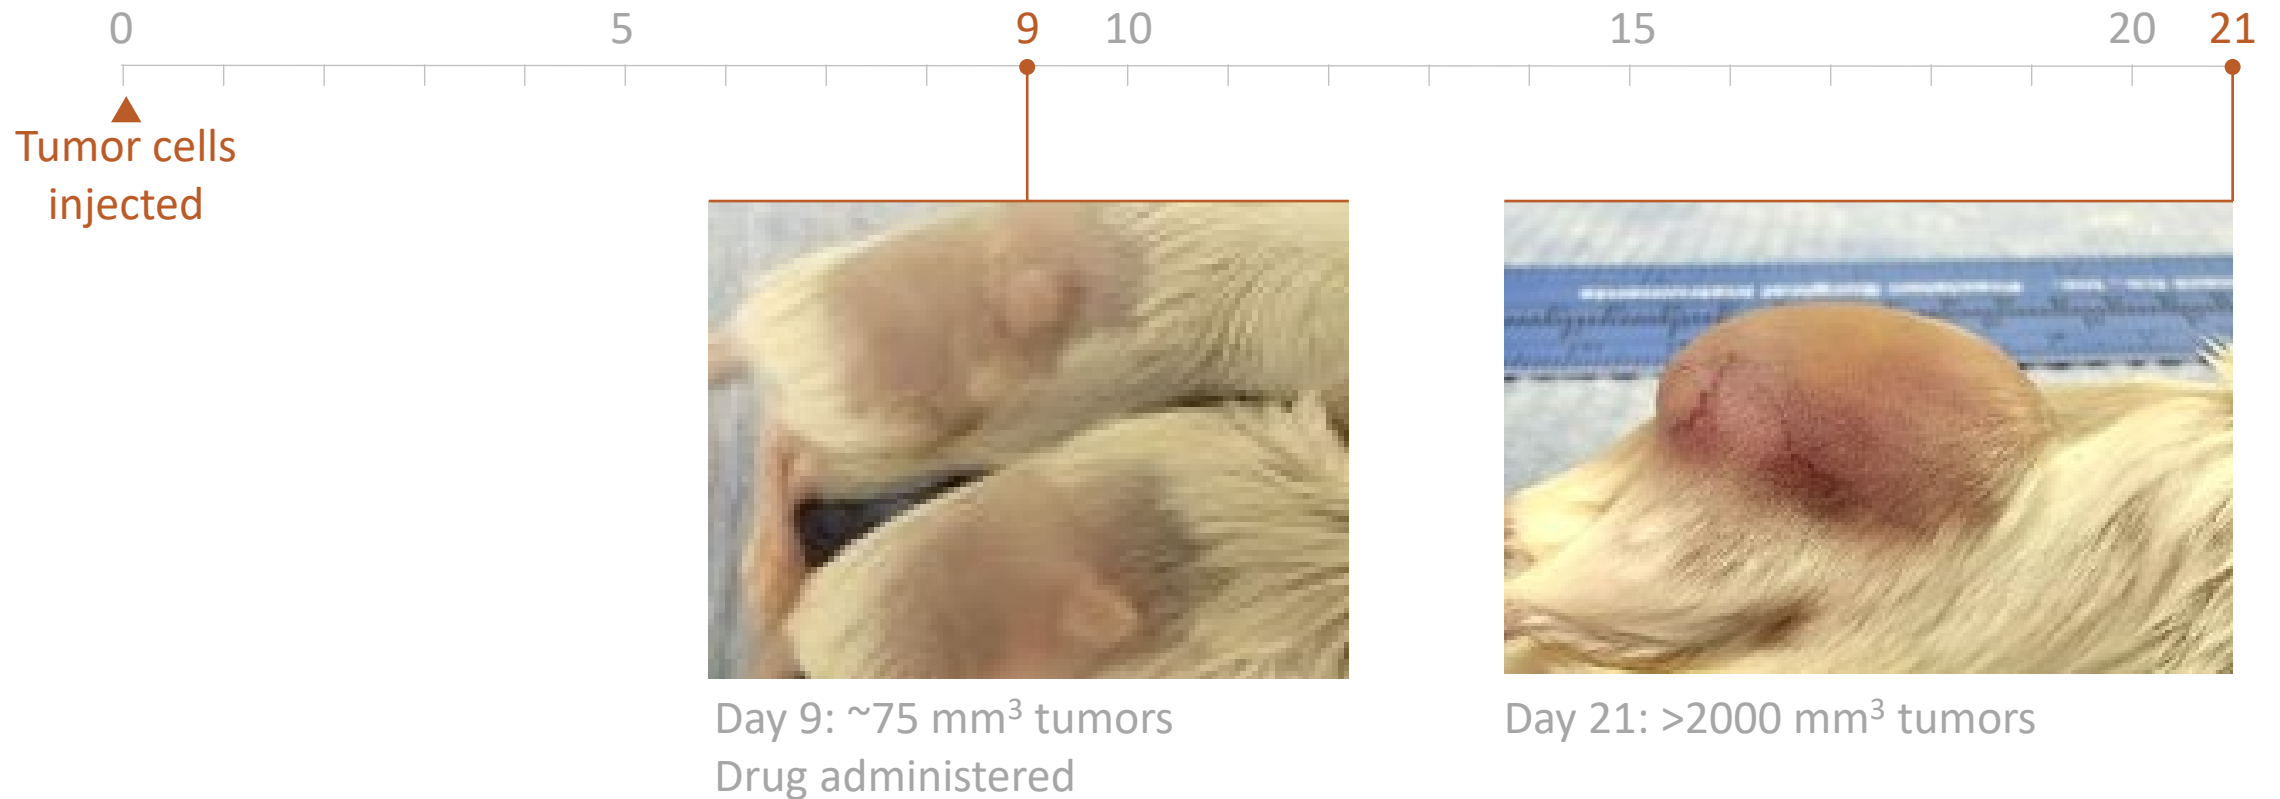 0 5 9 10 15 20 21
Tumor cells
injected
Day 9: ~75 mm³ tumors
Drug administered
Day 21: >2000 mm³ tumors